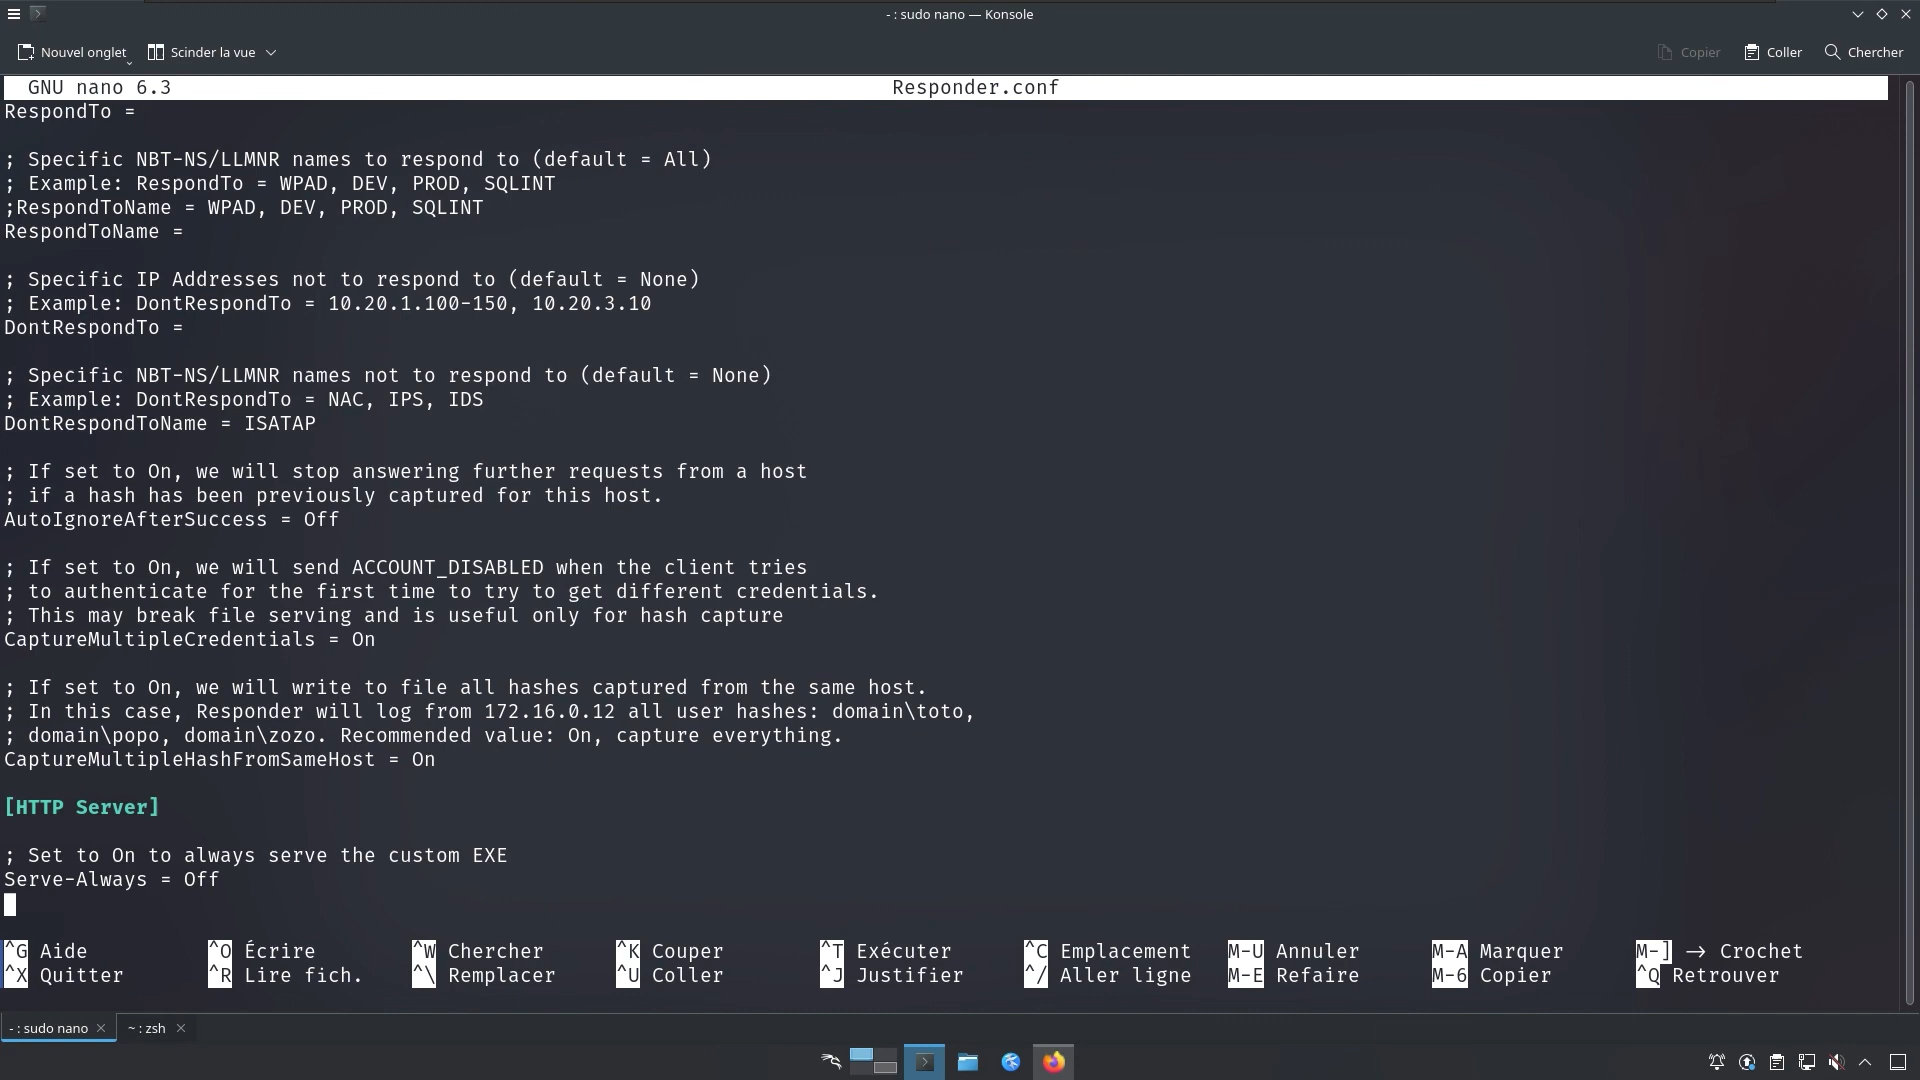 - : sudo nano — Konsole
Nouvel onglet Scinder la vue Copier Coller Chercher
GNU nano 6.3 Responder.conf
RespondTo =
; Specific NBT-NS/LLMNR names to respond to (default = All)
; Example: RespondTo = WPAD, DEV, PROD, SQLINT
;RespondToName = WPAD, DEV, PROD, SQLINT
RespondToName =
; Specific IP Addresses not to respond to (default = None)
; Example: DontRespondTo = 10.20.1.100-150, 10.20.3.10
DontRespondTo =
; Specific NBT-NS/LLMNR names not to respond to (default = None)
; Example: DontRespondTo = NAC, IPS, IDS
DontRespondToName = ISATAP
; If set to On, we will stop answering further requests from a host
; if a hash has been previously captured for this host.
AutoIgnoreAfterSuccess = Off
; If set to On, we will send ACCOUNT_DISABLED when the client tries
; to authenticate for the first time to try to get different credentials.
; This may break file serving and is useful only for hash capture
CaptureMultipleCredentials = On
; If set to On, we will write to file all hashes captured from the same host.
; In this case, Responder will log from 172.16.0.12 all user hashes: domain\toto,
; domain\popo, domain\zozo. Recommended value: On, capture everything.
CaptureMultipleHashFromSameHost = On
[HTTP Server]
; Set to On to always serve the custom EXE
Serve-Always = Off
^G Aide ^O Écrire ^W Chercher ^K Couper ^T Exécuter ^C Emplacement M-U Annuler M-A Marquer M-] → Crochet
^X Quitter ^R Lire fich. ^\ Remplacer ^U Coller ^J Justifier ^/ Aller ligne M-E Refaire M-6 Copier ^Q Retrouver
- : sudo nano ~ : zsh